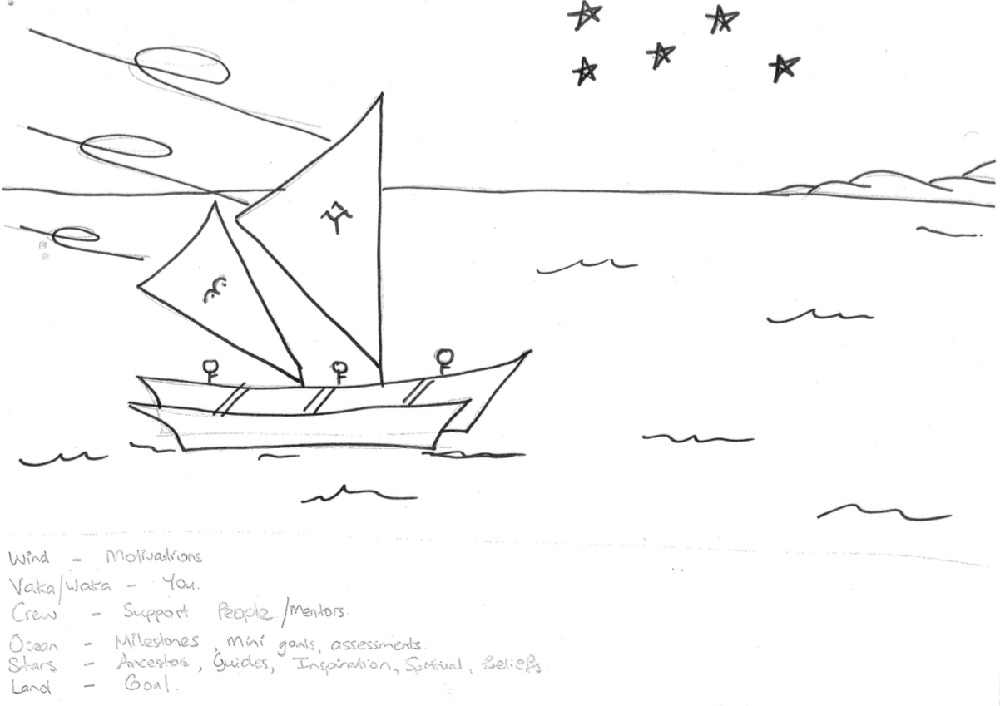 Wind - Motivations
Vaka/Waka - You.
Crew - Support People/Mentors.
Ocean - Milestones, mini goals, assessments.
Stars - Ancestors, Guides, Inspiration, Spiritual, Beliefs.
Land - Goal.